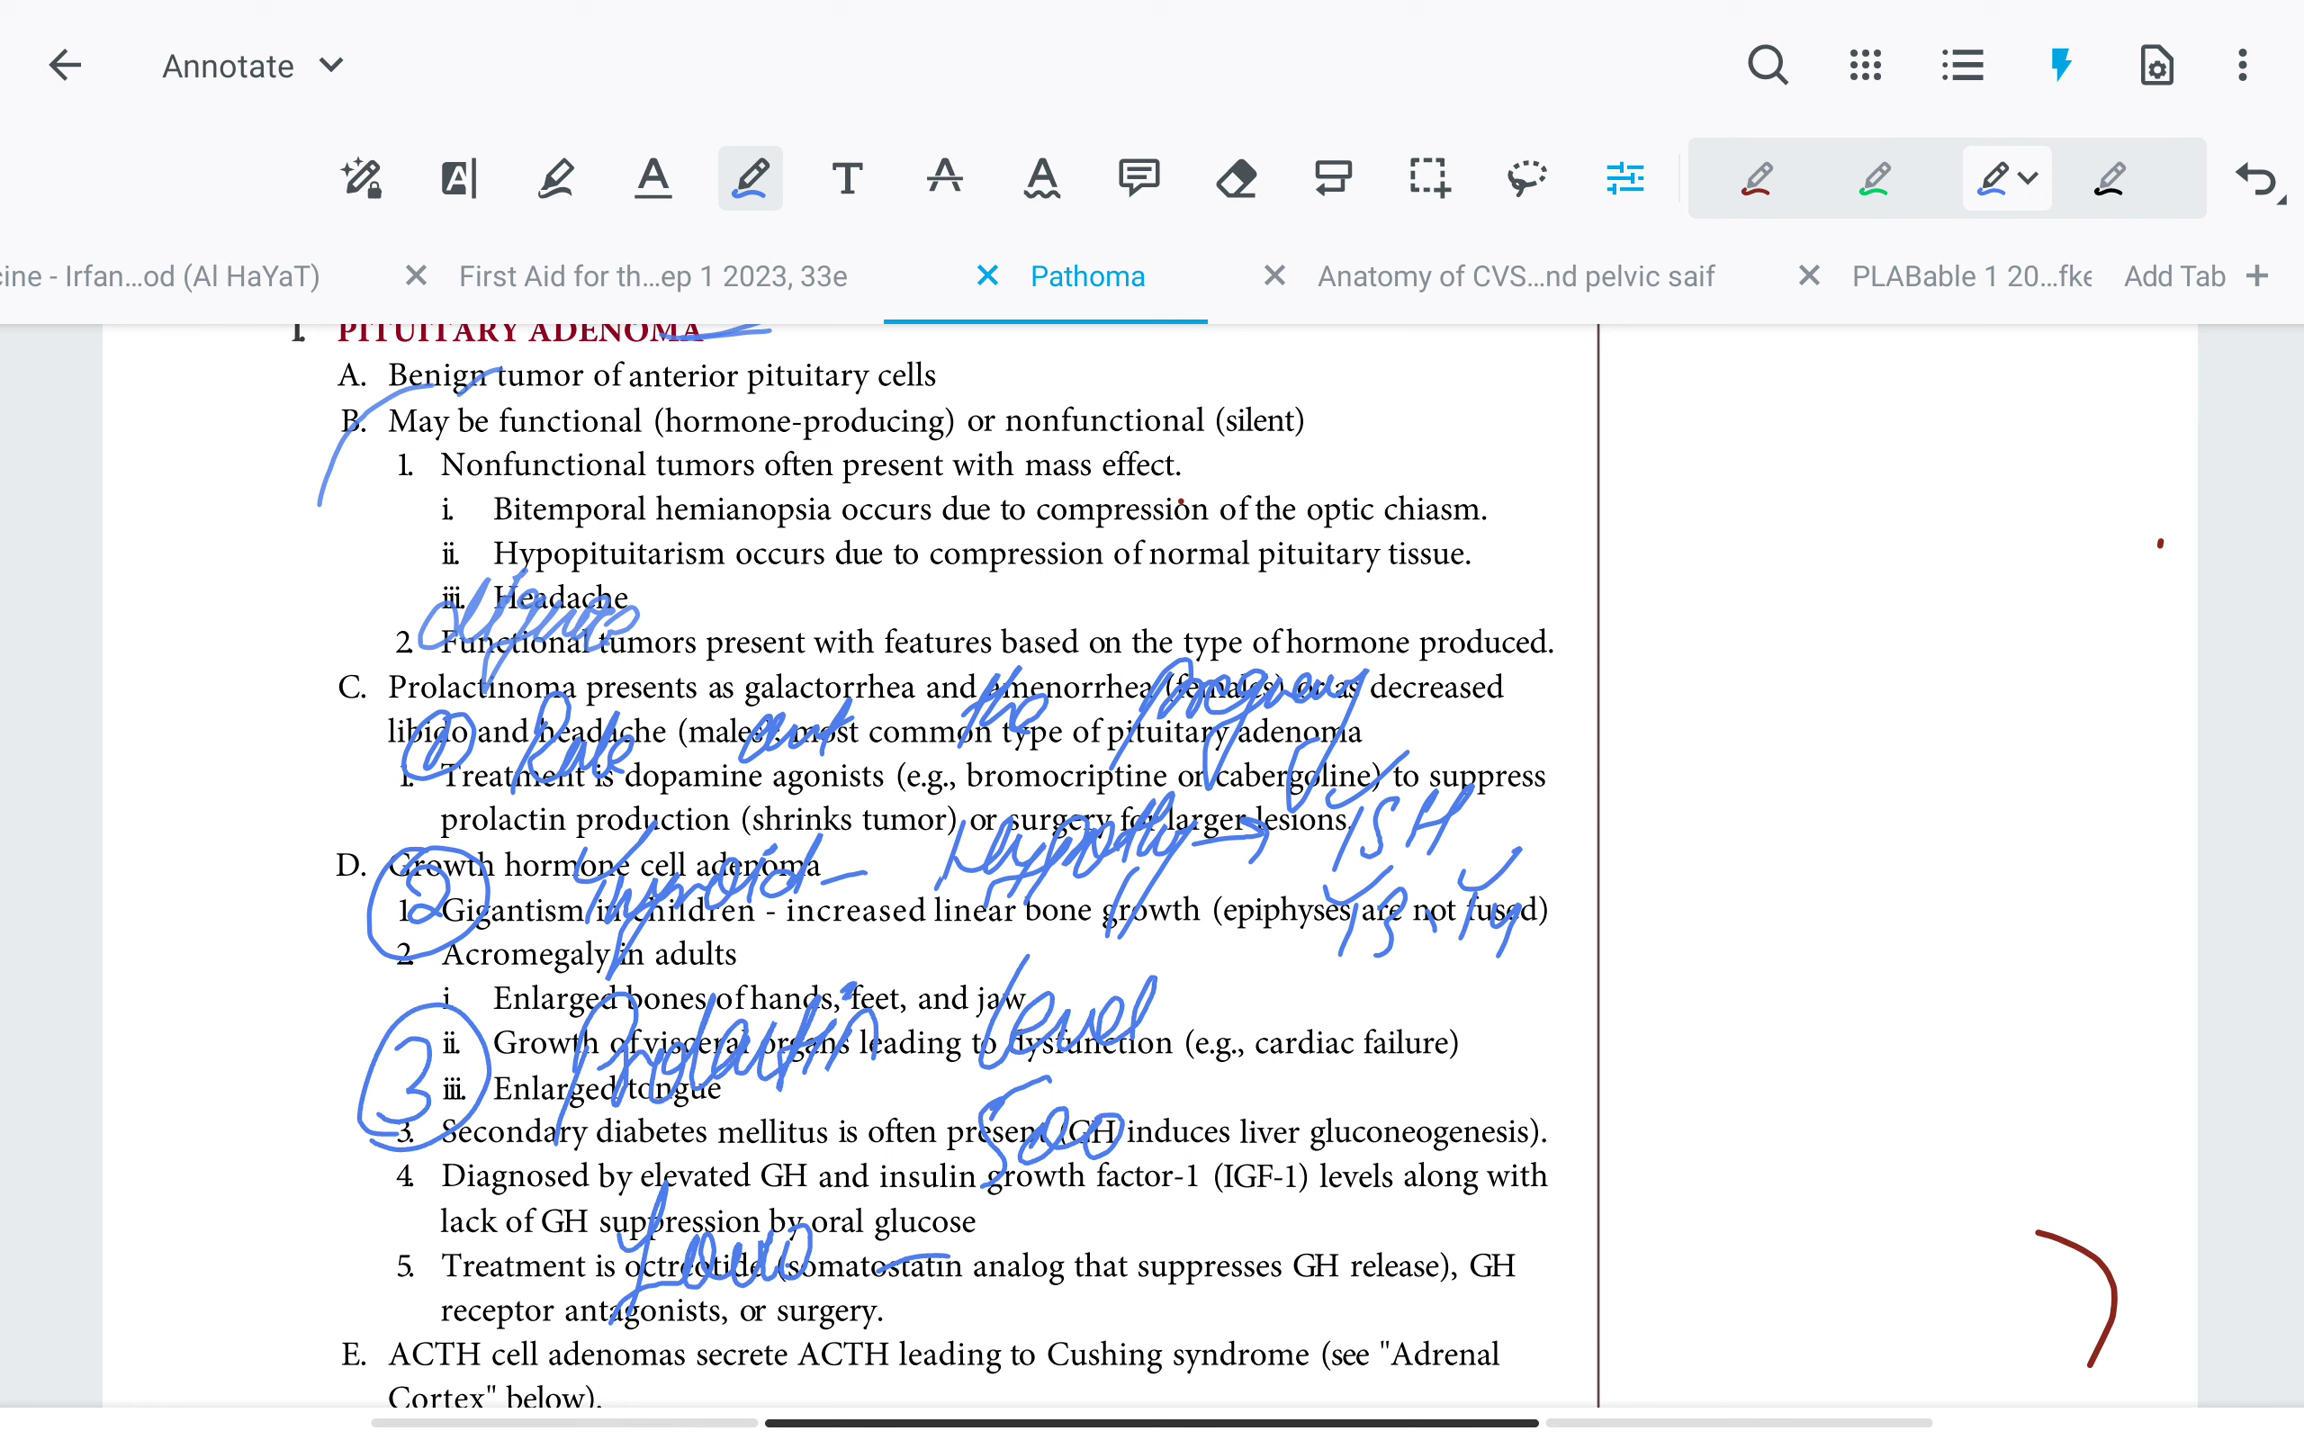 Annotate
cine - Irfan...od (Al HaYaT)
First Aid for th...ep 1 2023, 33e
Pathoma
Anatomy of CVS...nd pelvic saif
PLABable 1 20...fke
Add Tab +
I. PITUITARY ADENOMA
A. Benign tumor of anterior pituitary cells
B. May be functional (hormone-producing) or nonfunctional (silent)
1. Nonfunctional tumors often present with mass effect.
i. Bitemporal hemianopsia occurs due to compression of the optic chiasm.
ii. Hypopituitarism occurs due to compression of normal pituitary tissue.
iii. Headache
2. Functional tumors present with features based on the type of hormone produced.
C. Prolactinoma presents as galactorrhea and amenorrhea (females) or as decreased
① Rule out the pregnancy
libido and headache (males); most common type of pituitary adenoma
1. Treatment is dopamine agonists (e.g., bromocriptine or cabergoline) to suppress
prolactin production (shrinks tumor) or surgery for larger lesions.
② Thyroid - Hypothy → TSH
T3, T4
D. Growth hormone cell adenoma
1. Gigantism in children - increased linear bone growth (epiphyses are not fused)
2. Acromegaly in adults
i. Enlarged bones of hands, feet, and jaw
③ Prolactin level
ii. Growth of visceral organs leading to dysfunction (e.g., cardiac failure)
iii. Enlarged tongue
500
3. Secondary diabetes mellitus is often present (GH induces liver gluconeogenesis).
4. Diagnosed by elevated GH and insulin growth factor-1 (IGF-1) levels along with
lack of GH suppression by oral glucose
5. Treatment is octreotide (somatostatin analog that suppresses GH release), GH
receptor antagonists, or surgery.
E. ACTH cell adenomas secrete ACTH leading to Cushing syndrome (see "Adrenal
Cortex" below).